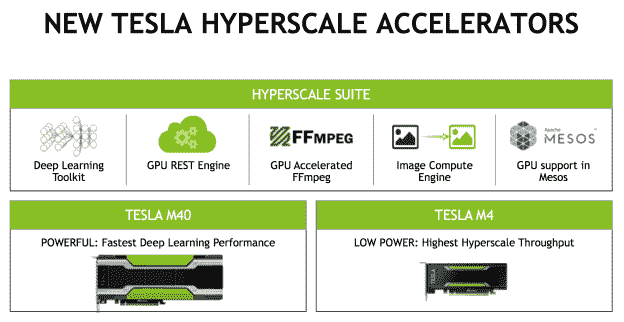 NEW TESLA HYPERSCALE ACCELERATORS
HYPERSCALE SUITE
FFMPEG
Apache
MESOS
Deep Learning
Toolkit
GPU REST Engine
GPU Accelerated
FFmpeg
Image Compute
Engine
GPU support in
Mesos
TESLA M40
POWERFUL: Fastest Deep Learning Performance
TESLA M4
LOW POWER: Highest Hyperscale Throughput
TESLA